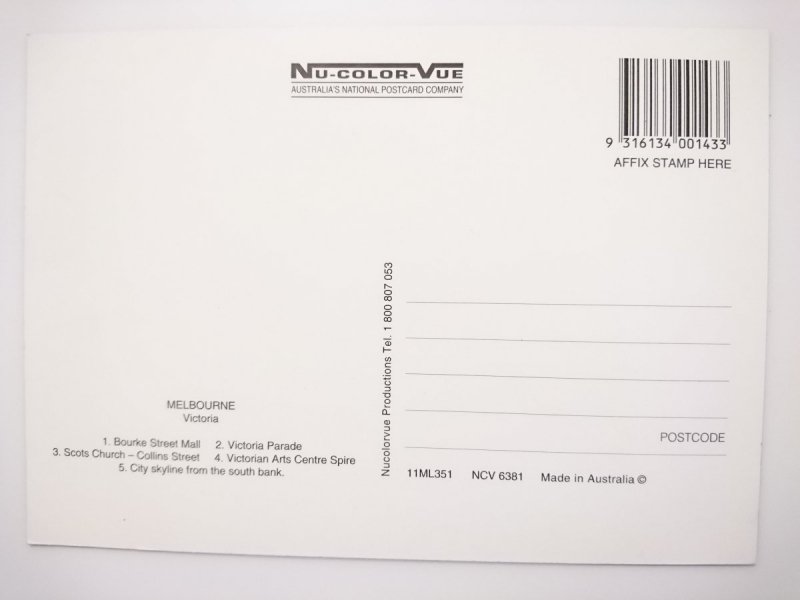 NU-COLOR-VUE
AUSTRALIA'S NATIONAL POSTCARD COMPANY
9 316134 001433
AFFIX STAMP HERE
Nucolorvue Productions Tel. 1 800 807 053
MELBOURNE
Victoria
1. Bourke Street Mall 2. Victoria Parade
3. Scots Church – Collins Street 4. Victorian Arts Centre Spire
5. City skyline from the south bank.
POSTCODE
11ML351 NCV 6381 Made in Australia ©